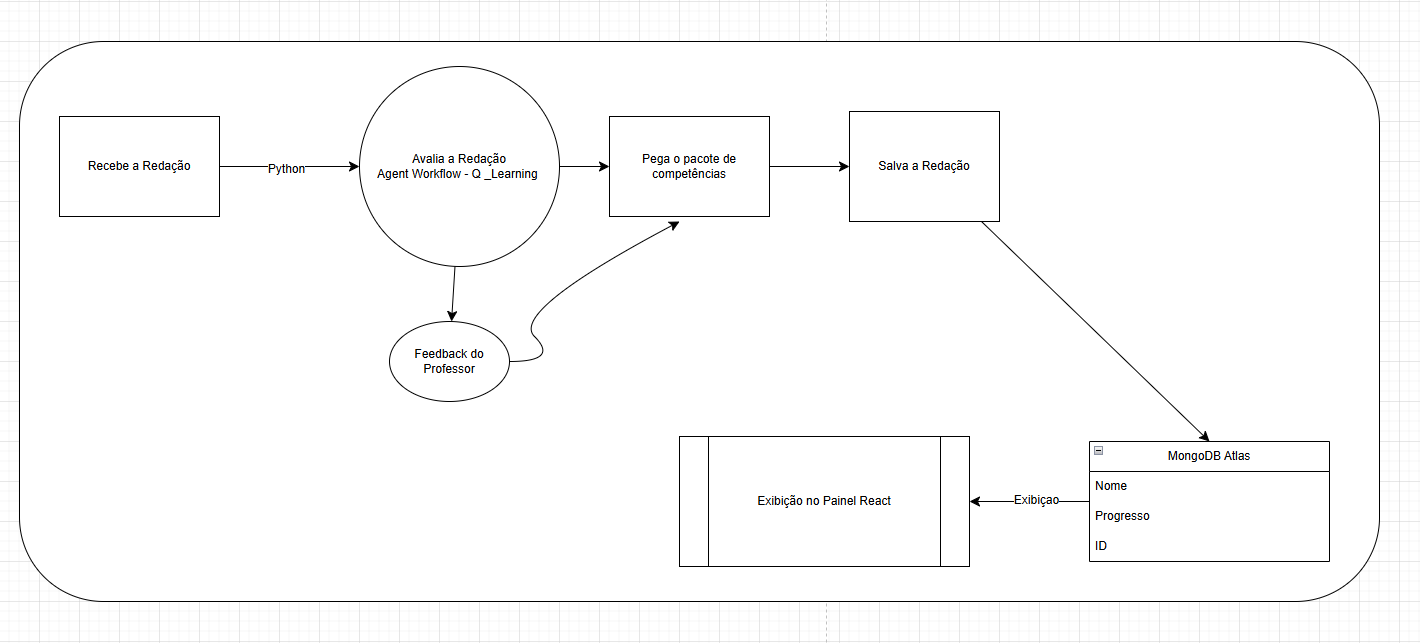 Recebe a Redação
Python
Avalia a Redação
Agent Workflow - Q _Learning
Pega o pacote de
competências
Salva a Redação
Feedback do
Professor
MongoDB Atlas
Nome
Progresso
ID
Exibiçao
Exibição no Painel React